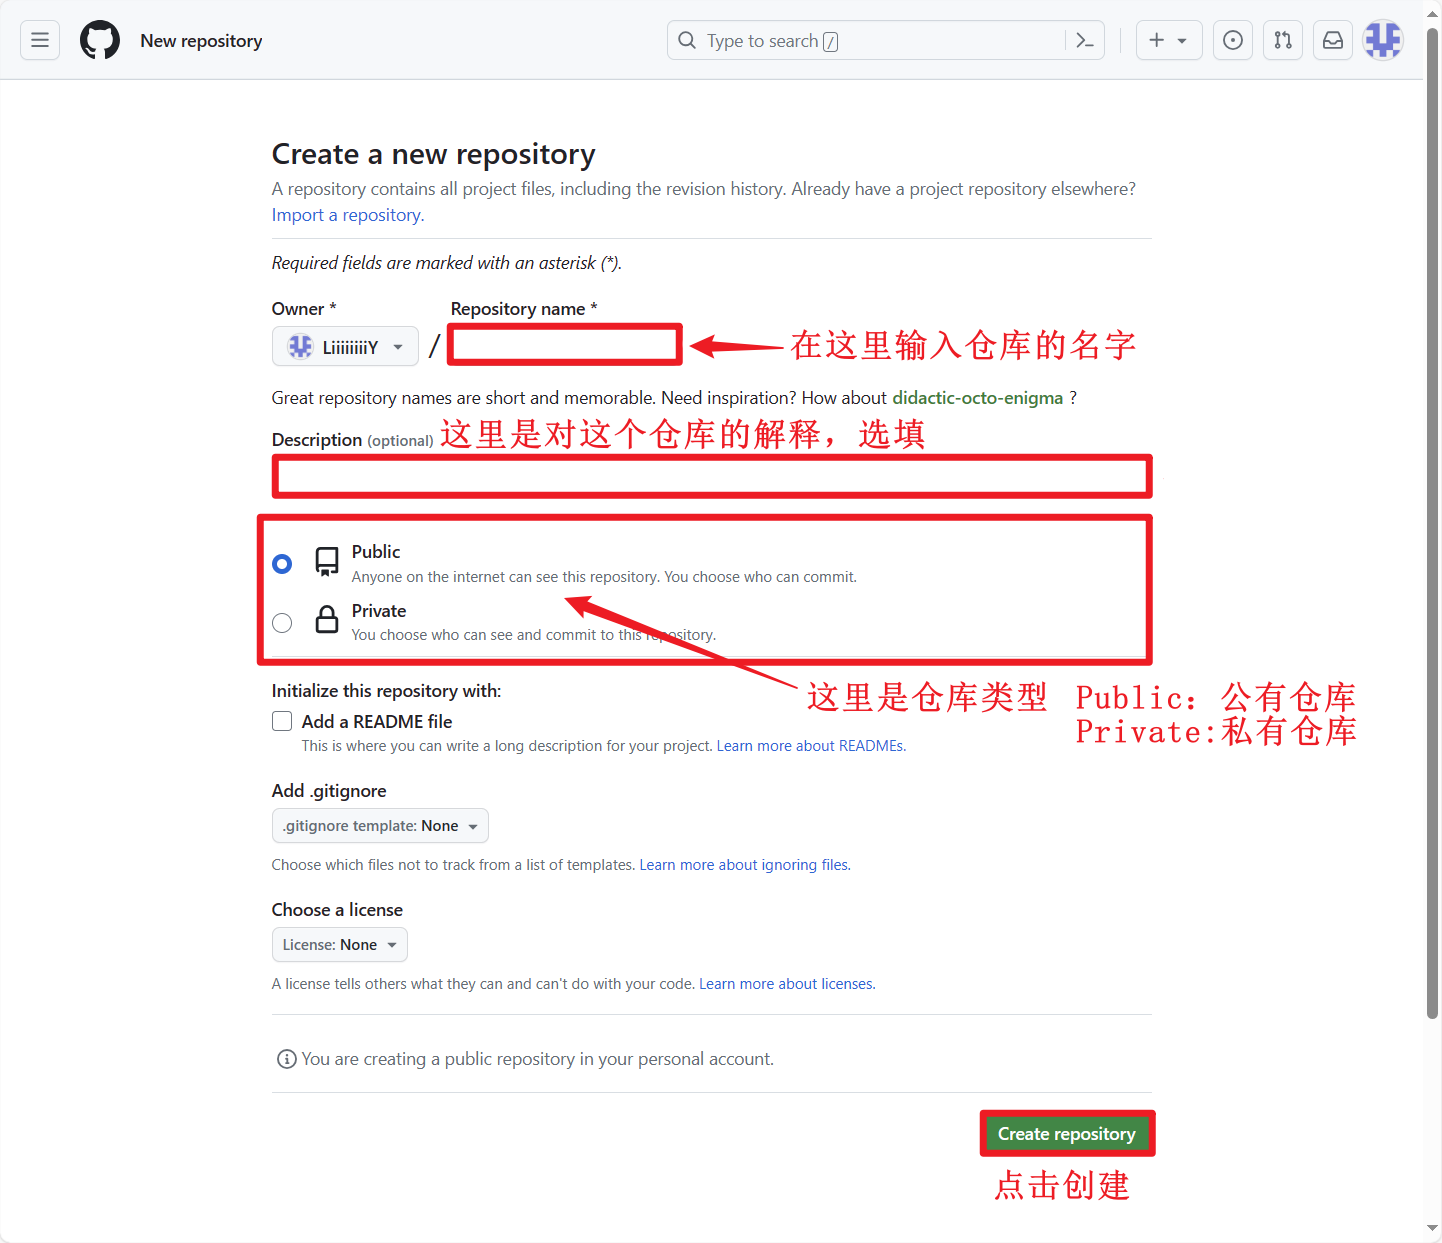 New repository
Type to search /
Create a new repository
A repository contains all project files, including the revision history. Already have a project repository elsewhere?
Import a repository.
Required fields are marked with an asterisk (*).
Owner *
Repository name *
LiiiiiiiY
/
在这里输入仓库的名字
Great repository names are short and memorable. Need inspiration? How about didactic-octo-enigma ?
Description (optional)
这里是对这个仓库的解释，选填
Public
Anyone on the internet can see this repository. You choose who can commit.
Private
You choose who can see and commit to this repository.
这里是仓库类型 Public：公有仓库
Private:私有仓库
Initialize this repository with:
Add a README file
This is where you can write a long description for your project. Learn more about READMEs.
Add .gitignore
.gitignore template: None
Choose which files not to track from a list of templates. Learn more about ignoring files.
Choose a license
License: None
A license tells others what they can and can't do with your code. Learn more about licenses.
You are creating a public repository in your personal account.
Create repository
点击创建